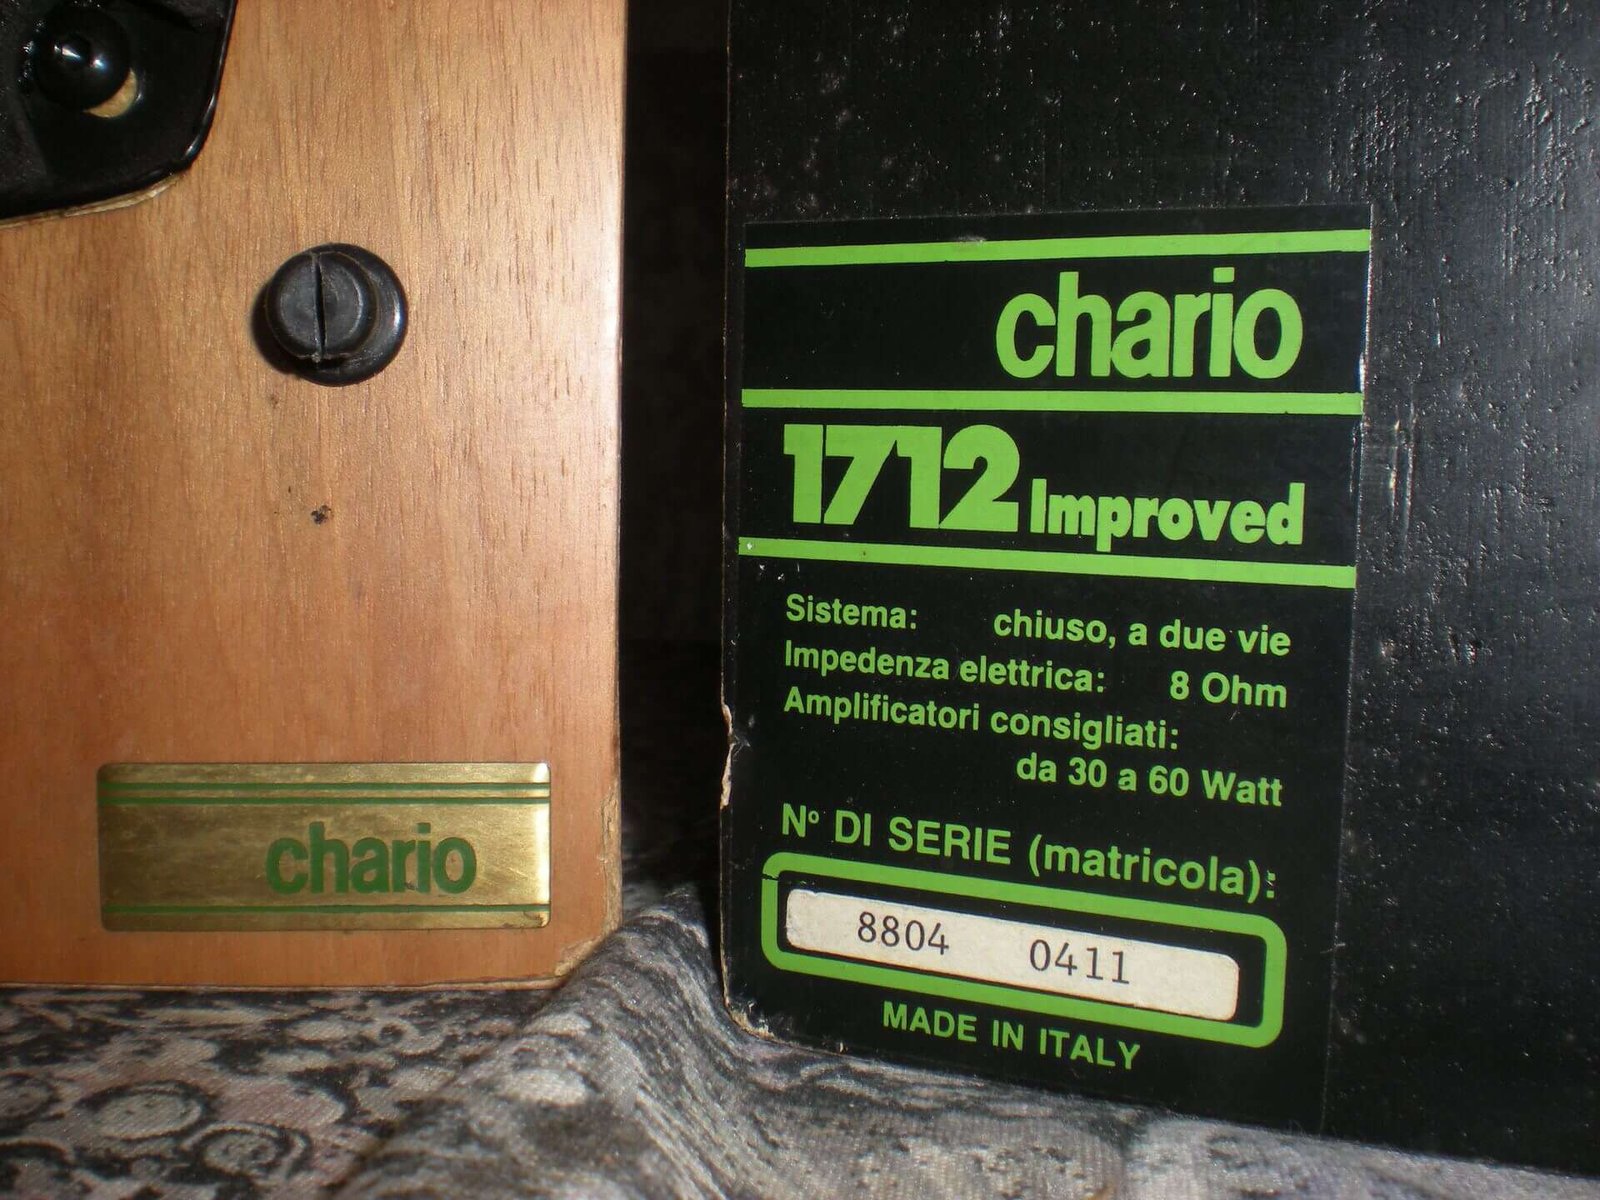 chario
chario
1712 Improved
Sistema: chiuso, a due vie
Impedenza elettrica: 8 Ohm
Amplificatori consigliati:
da 30 a 60 Watt
N° DI SERIE (matricola):
8804 0411
MADE IN ITALY